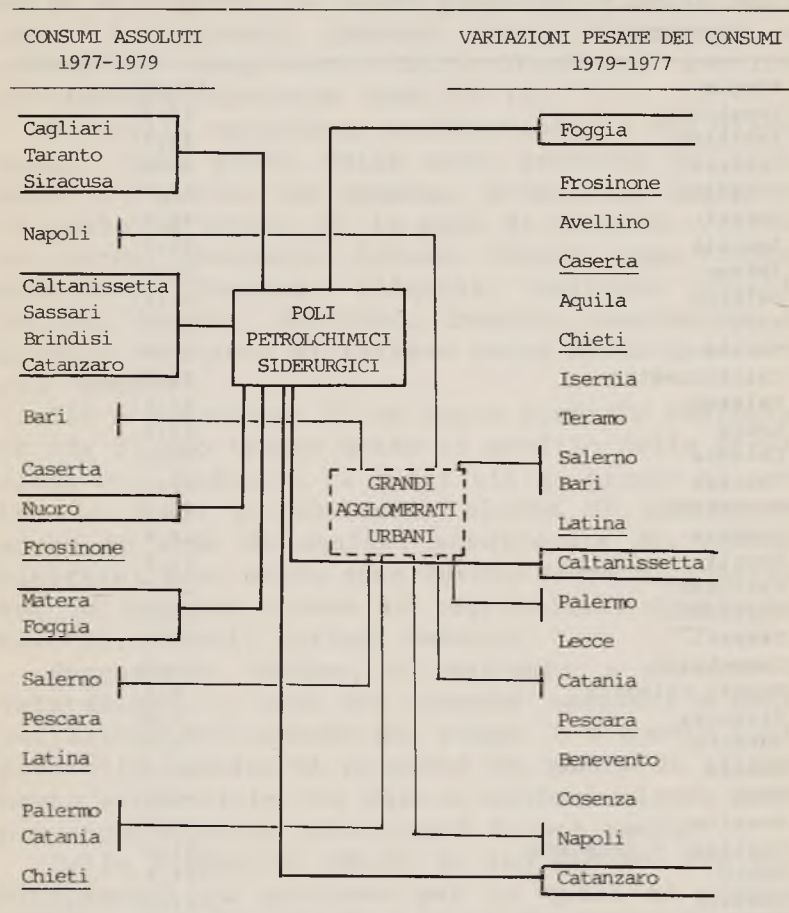 CONSUMI ASSOLUTI
1977-1979
Cagliari
Taranto
Siracusa
Napoli
Caltanissetta
Sassari
Brindisi
Catanzaro
Bari
Caserta
Nuoro
Frosinone
Matera
Foggia
Salerno
Pescara
Latina
Palermo
Catania
Chieti
POLI
PETROLCHIMICI
SIDERURGICI
GRANDI
AGGLOMERATI
URBANI
VARIAZIONI PESATE DEI CONSUMI
1979-1977
Foggia
Frosinone
Avellino
Caserta
Aquila
Chieti
Isernia
Teramo
Salerno
Bari
Latina
Caltanissetta
Palermo
Lecce
Catania
Pescara
Benevento
Cosenza
Napoli
Catanzaro